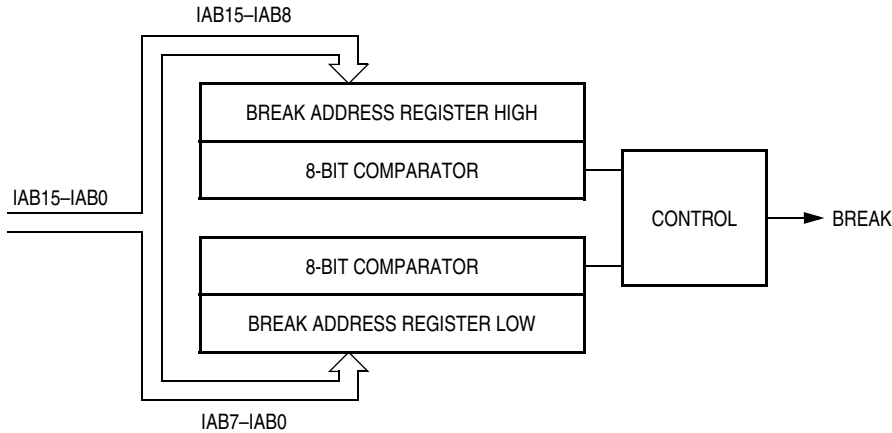 IAB15–IAB8
BREAK ADDRESS REGISTER HIGH
8-BIT COMPARATOR
IAB15–IAB0
CONTROL
BREAK
8-BIT COMPARATOR
BREAK ADDRESS REGISTER LOW
IAB7–IAB0